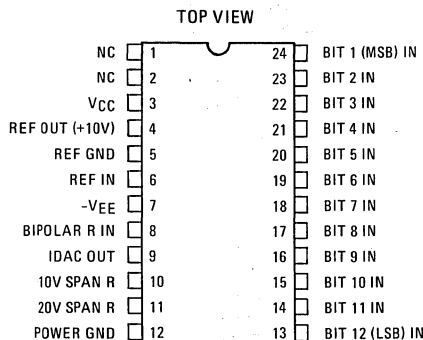 TOP VIEW
NC 1 24 BIT 1 (MSB) IN
NC 2 23 BIT 2 IN
VCC 3 22 BIT 3 IN
REF OUT (+10V) 4 21 BIT 4 IN
REF GND 5 20 BIT 5 IN
REF IN 6 19 BIT 6 IN
-VEE 7 18 BIT 7 IN
BIPOLAR R IN 8 17 BIT 8 IN
IDAC OUT 9 16 BIT 9 IN
10V SPAN R 10 15 BIT 10 IN
20V SPAN R 11 14 BIT 11 IN
POWER GND 12 13 BIT 12 (LSB) IN